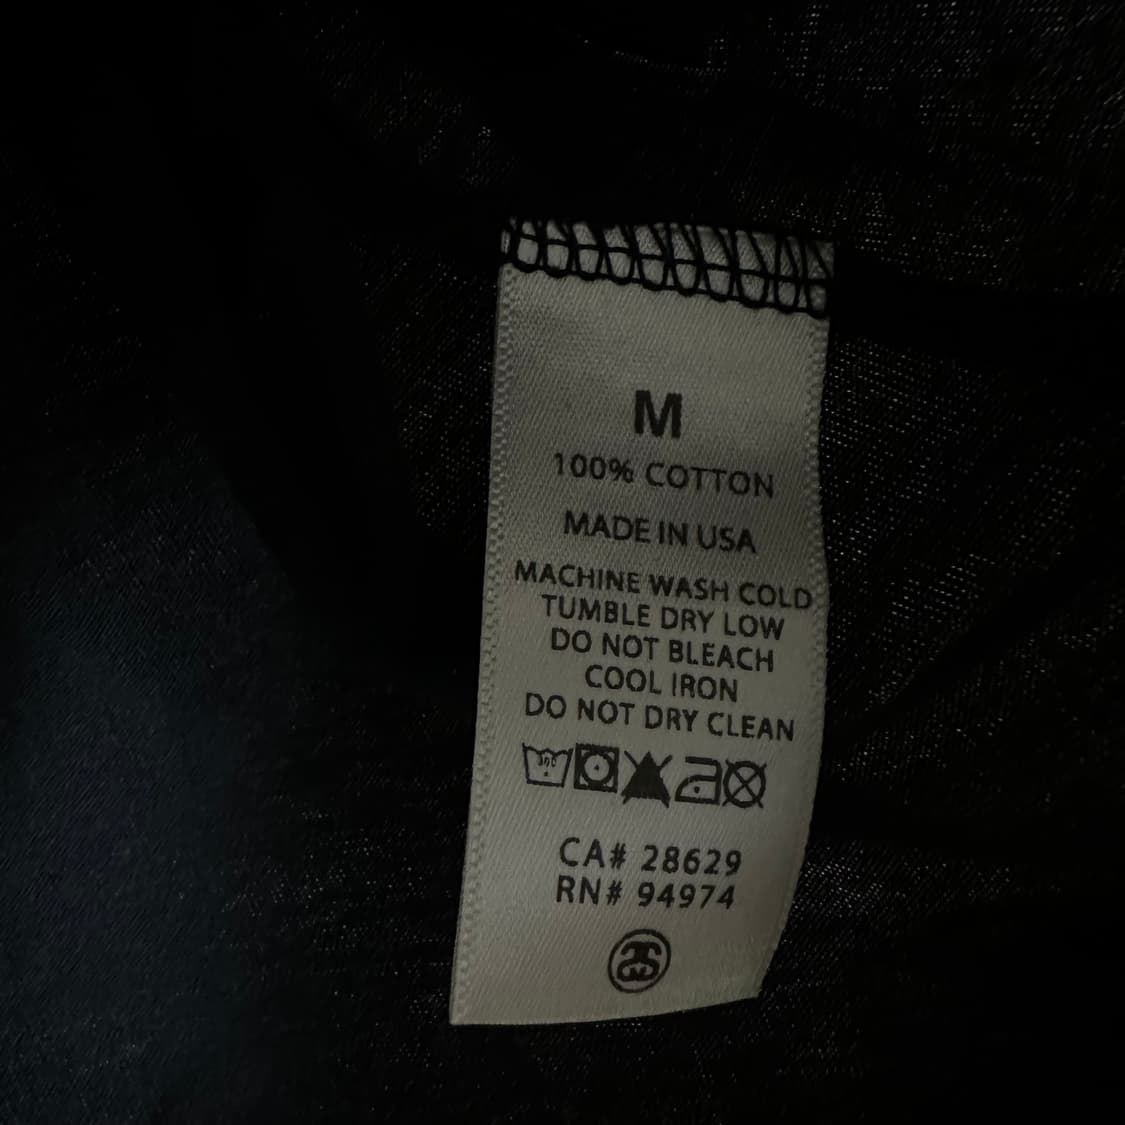 M
100% COTTON
MADE IN USA
MACHINE WASH COLD
TUMBLE DRY LOW
DO NOT BLEACH
COOL IRON
DO NOT DRY CLEAN
CA# 28629
RN# 94974